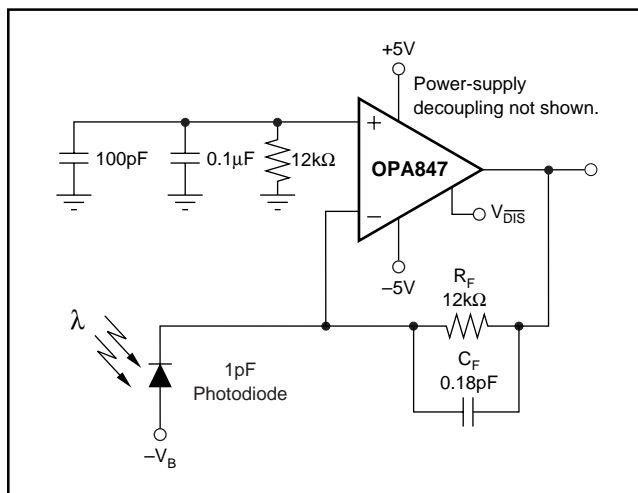 +5V
Power-supply
decoupling not shown.
+
100pF
0.1µF
12kΩ
OPA847
−
V_DIS̅
−5V
R_F
12kΩ
λ
C_F
0.18pF
1pF
Photodiode
−V_B